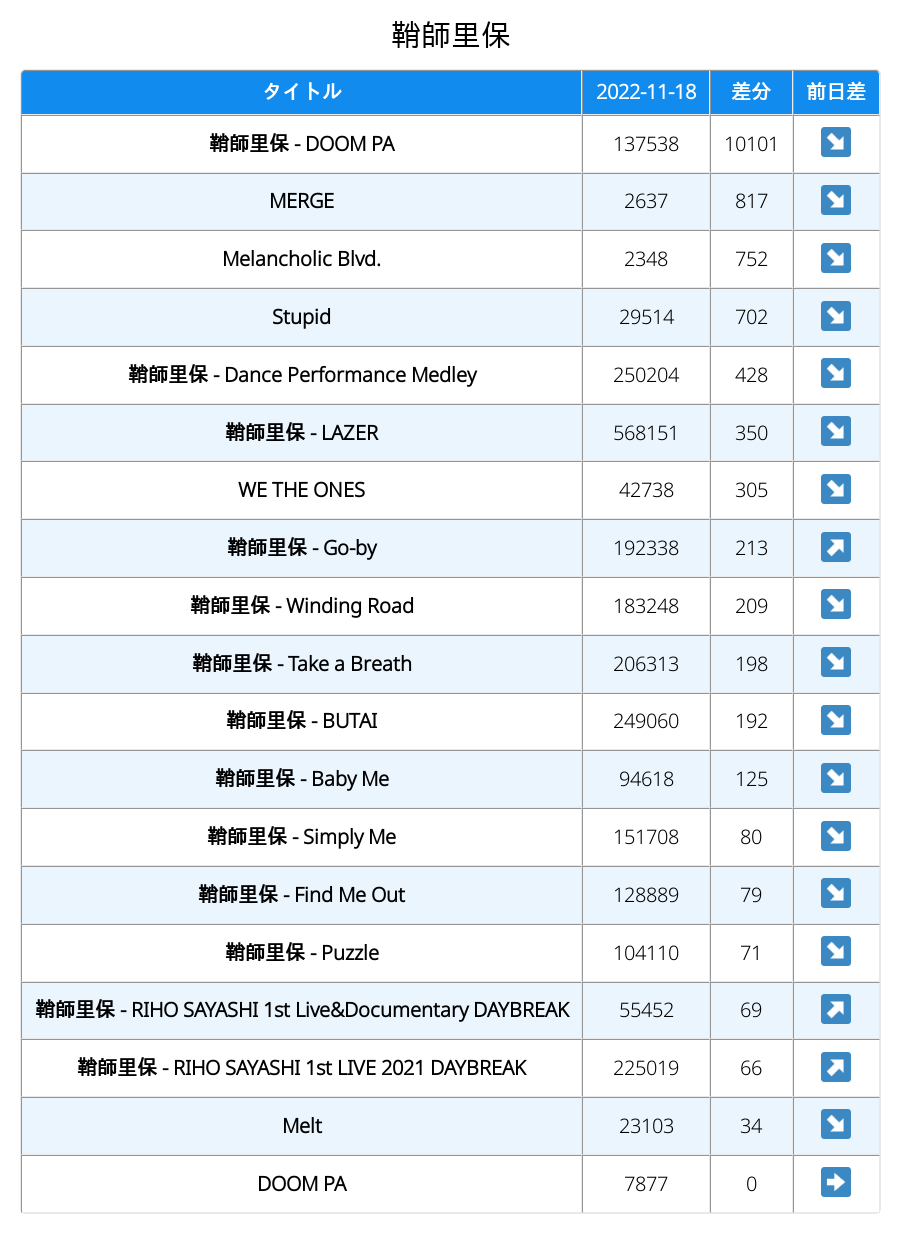 鞘師里保
タイトル 2022-11-18 差分 前日差
鞘師里保 - DOOM PA 137538 10101
MERGE 2637 817
Melancholic Blvd. 2348 752
Stupid 29514 702
鞘師里保 - Dance Performance Medley 250204 428
鞘師里保 - LAZER 568151 350
WE THE ONES 42738 305
鞘師里保 - Go-by 192338 213
鞘師里保 - Winding Road 183248 209
鞘師里保 - Take a Breath 206313 198
鞘師里保 - BUTAI 249060 192
鞘師里保 - Baby Me 94618 125
鞘師里保 - Simply Me 151708 80
鞘師里保 - Find Me Out 128889 79
鞘師里保 - Puzzle 104110 71
鞘師里保 - RIHO SAYASHI 1st Live&Documentary DAYBREAK 55452 69
鞘師里保 - RIHO SAYASHI 1st LIVE 2021 DAYBREAK 225019 66
Melt 23103 34
DOOM PA 7877 0